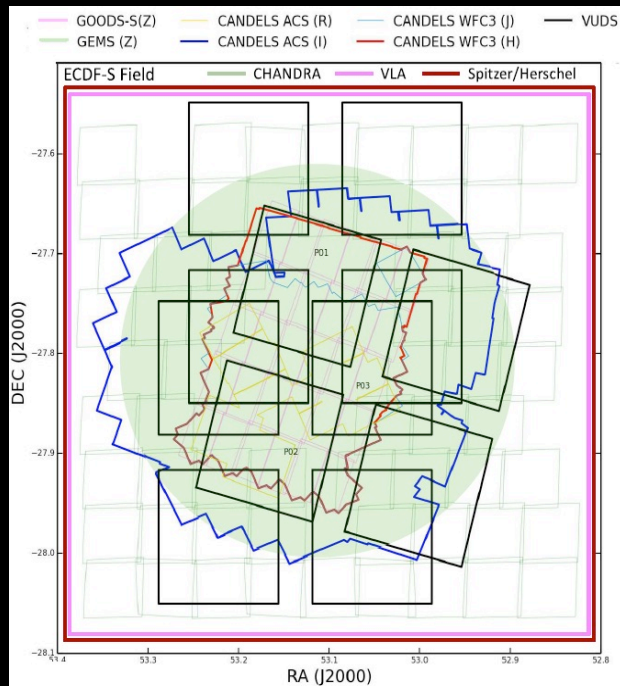 GOODS-S(Z) CANDELS ACS (R) CANDELS WFC3 (J) VUDS
GEMS (Z) CANDELS ACS (I) CANDELS WFC3 (H)
ECDF-S Field CHANDRA VLA Spitzer/Herschel
−27.6
P01
−27.7
−27.8
P03
DEC (J2000)
−27.9
P02
−28.0
−28.1
53.4 53.3 53.2 53.1 53.0 52.9 52.8
RA (J2000)